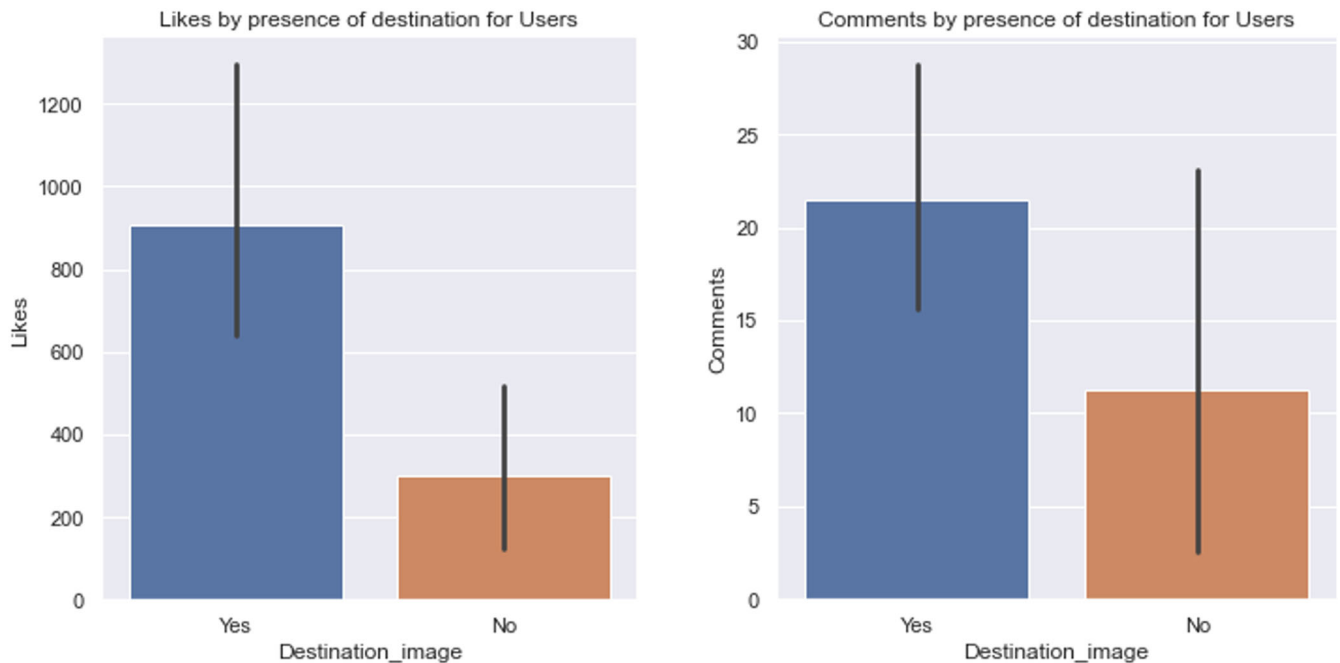 Likes by presence of destination for Users
1200
1000
800
600
400
200
0
Likes
Yes
No
Destination_image
Comments by presence of destination for Users
30
25
20
15
10
5
0
Comments
Yes
No
Destination_image